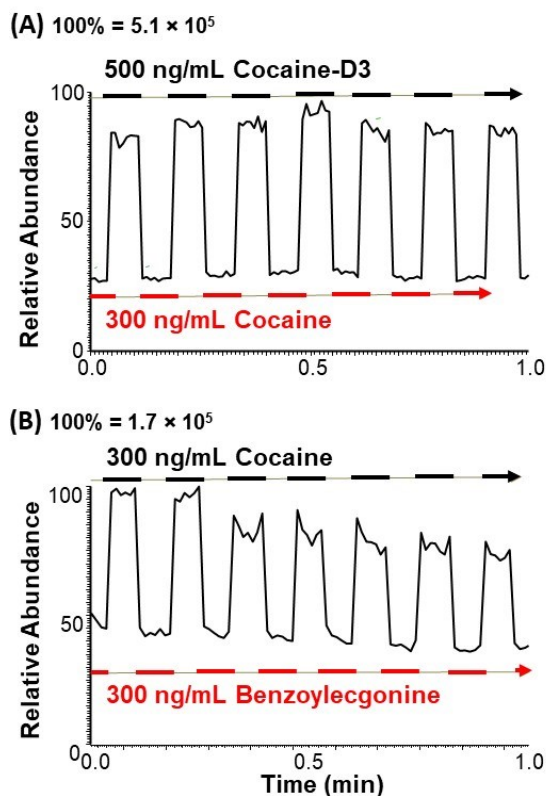 (A) 100% = 5.1 × 10⁵
500 ng/mL Cocaine-D3
100
50
0
Relative Abundance
300 ng/mL Cocaine
0.0 0.5 1.0
(B) 100% = 1.7 × 10⁵
300 ng/mL Cocaine
100
50
0
Relative Abundance
300 ng/mL Benzoylecgonine
0.0 0.5 1.0
Time (min)